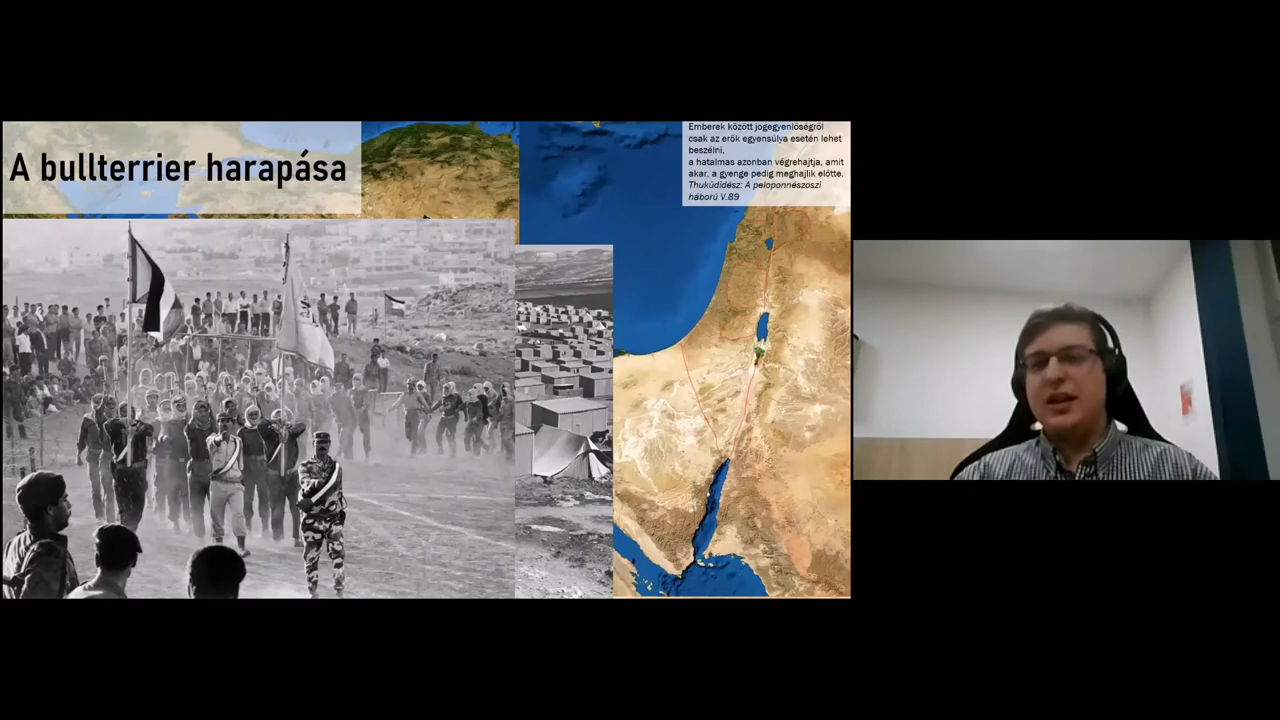 A bullterrier harapása
Emberek között jogegyenlőségről
csak az erők egyensúlya esetén lehet
beszélni,
a hatalmas azonban végrehajtja, amit
akar, a gyenge pedig meghajlik előtte.
Thuküdidész: A peloponnészoszi
háború V.89